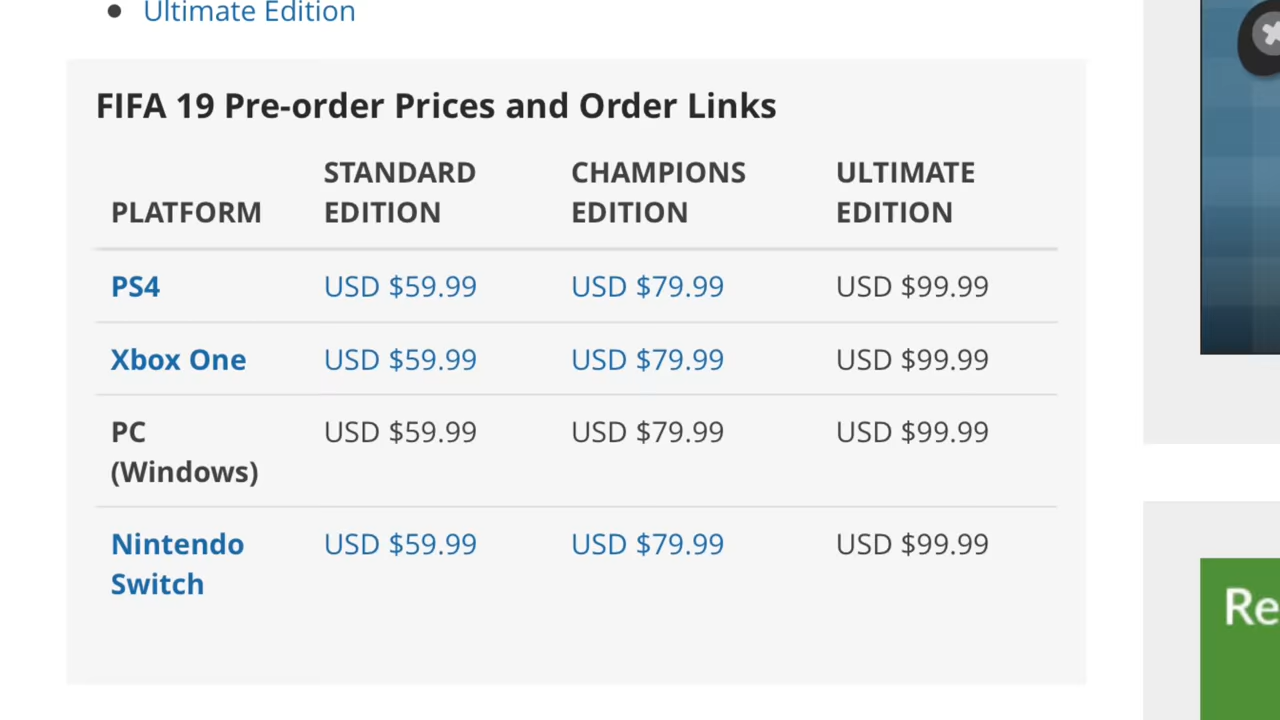 Ultimate Edition
FIFA 19 Pre-order Prices and Order Links
PLATFORM STANDARD EDITION CHAMPIONS EDITION ULTIMATE EDITION
PS4 USD $59.99 USD $79.99 USD $99.99
Xbox One USD $59.99 USD $79.99 USD $99.99
PC (Windows) USD $59.99 USD $79.99 USD $99.99
Nintendo Switch USD $59.99 USD $79.99 USD $99.99
Re